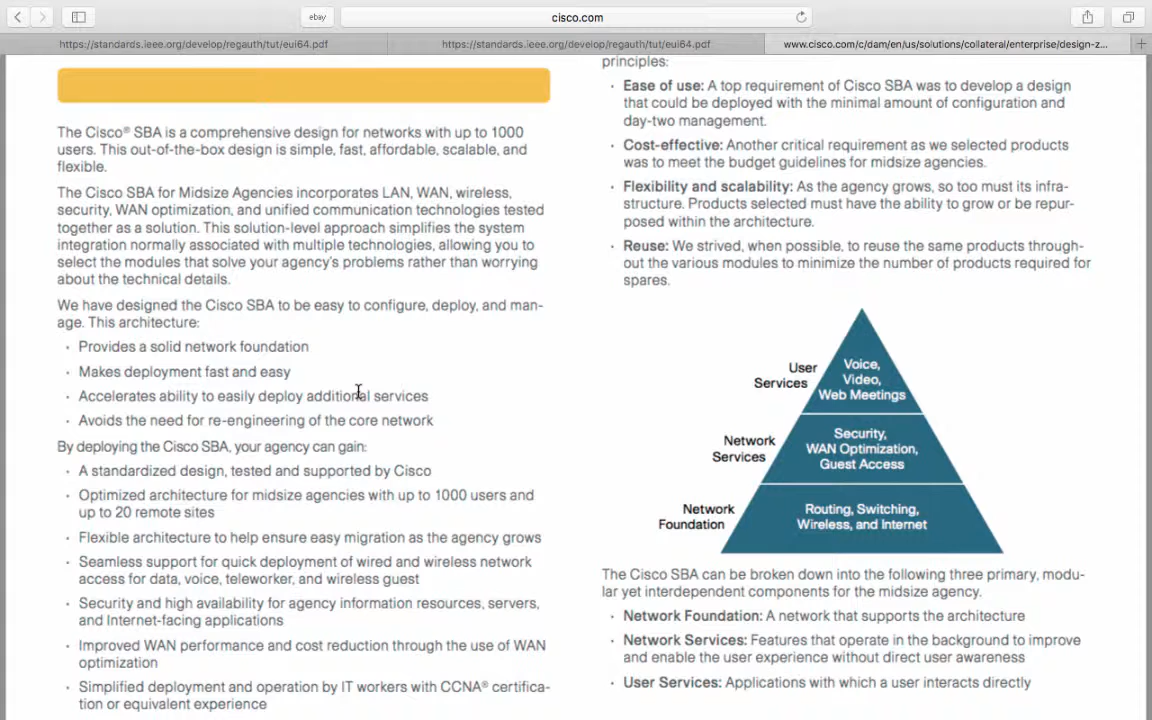 ebay
cisco.com
https://standards.ieee.org/develop/regauth/tut/eui64.pdf
https://standards.ieee.org/develop/regauth/tut/eui64.pdf
www.cisco.com/c/dam/en/us/solutions/collateral/enterprise/design-z...
The Cisco® SBA is a comprehensive design for networks with up to 1000
users. This out-of-the-box design is simple, fast, affordable, scalable, and
flexible.
The Cisco SBA for Midsize Agencies incorporates LAN, WAN, wireless,
security, WAN optimization, and unified communication technologies tested
together as a solution. This solution-level approach simplifies the system
integration normally associated with multiple technologies, allowing you to
select the modules that solve your agency's problems rather than worrying
about the technical details.
We have designed the Cisco SBA to be easy to configure, deploy, and man-
age. This architecture:
· Provides a solid network foundation
· Makes deployment fast and easy
· Accelerates ability to easily deploy additional services
· Avoids the need for re-engineering of the core network
By deploying the Cisco SBA, your agency can gain:
· A standardized design, tested and supported by Cisco
· Optimized architecture for midsize agencies with up to 1000 users and
up to 20 remote sites
· Flexible architecture to help ensure easy migration as the agency grows
· Seamless support for quick deployment of wired and wireless network
access for data, voice, teleworker, and wireless guest
· Security and high availability for agency information resources, servers,
and Internet-facing applications
· Improved WAN performance and cost reduction through the use of WAN
optimization
· Simplified deployment and operation by IT workers with CCNA® certifica-
tion or equivalent experience
principles:
· Ease of use: A top requirement of Cisco SBA was to develop a design
that could be deployed with the minimal amount of configuration and
day-two management.
· Cost-effective: Another critical requirement as we selected products
was to meet the budget guidelines for midsize agencies.
· Flexibility and scalability: As the agency grows, so too must its infra-
structure. Products selected must have the ability to grow or be repur-
posed within the architecture.
· Reuse: We strived, when possible, to reuse the same products through-
out the various modules to minimize the number of products required for
spares.
User
Services
Voice,
Video,
Web Meetings
Network
Services
Security,
WAN Optimization,
Guest Access
Network
Foundation
Routing, Switching,
Wireless, and Internet
The Cisco SBA can be broken down into the following three primary, modu-
lar yet interdependent components for the midsize agency.
· Network Foundation: A network that supports the architecture
· Network Services: Features that operate in the background to improve
and enable the user experience without direct user awareness
· User Services: Applications with which a user interacts directly